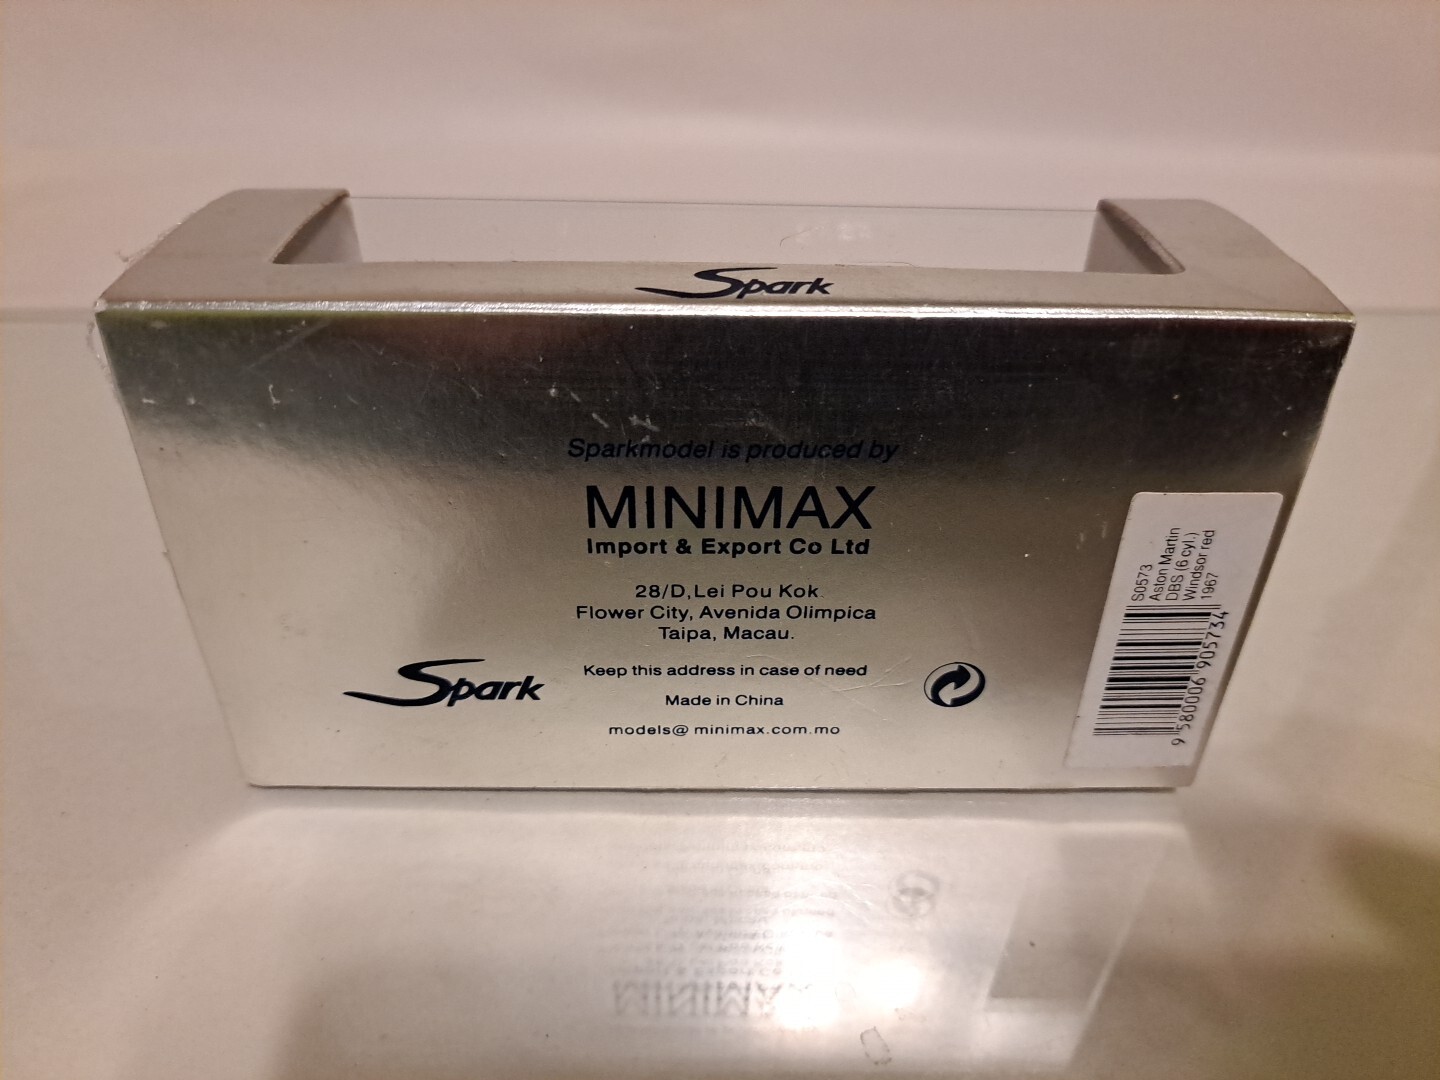 Spark
Sparkmodel is produced by
MINIMAX
Import & Export Co Ltd
28/D, Lei Pou Kok.
Flower City, Avenida Olimpica
Taipa, Macau.
Keep this address in case of need
Spark
Made in China
models@minimax.com.mo
S0573
Aston Martin
DBS (6 cyl.)
Windsor red
1967
9 580006 905734